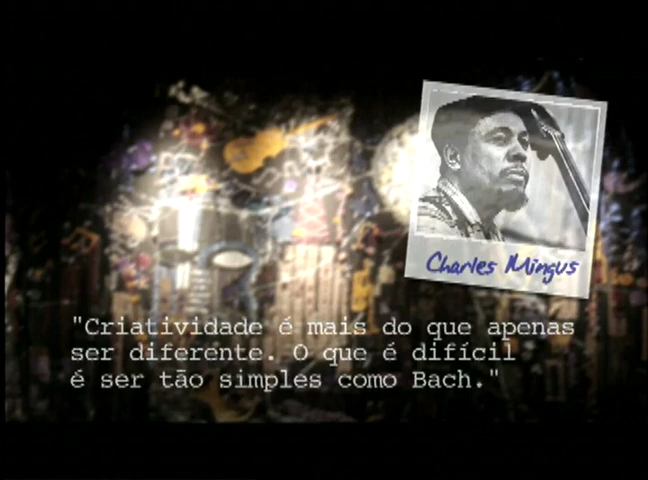 Charles Mingus
"Criatividade é mais do que apenas
ser diferente. O que é difícil
é ser tão simples como Bach."